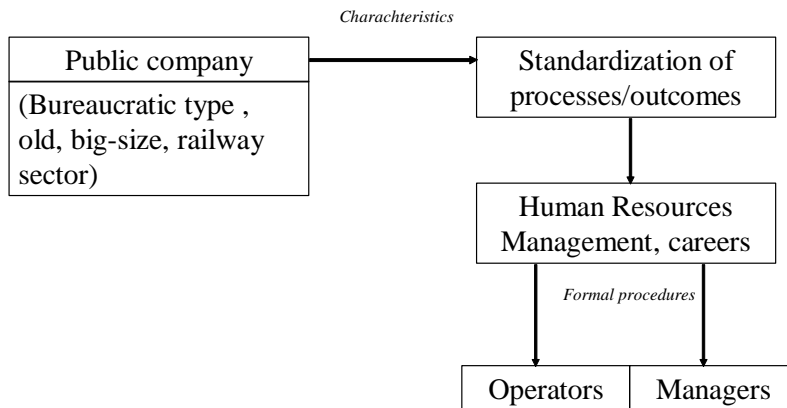 Charachteristics
Public company
(Bureaucratic type ,
old, big-size, railway
sector)
Standardization of
processes/outcomes
Human Resources
Management, careers
Formal procedures
Operators
Managers